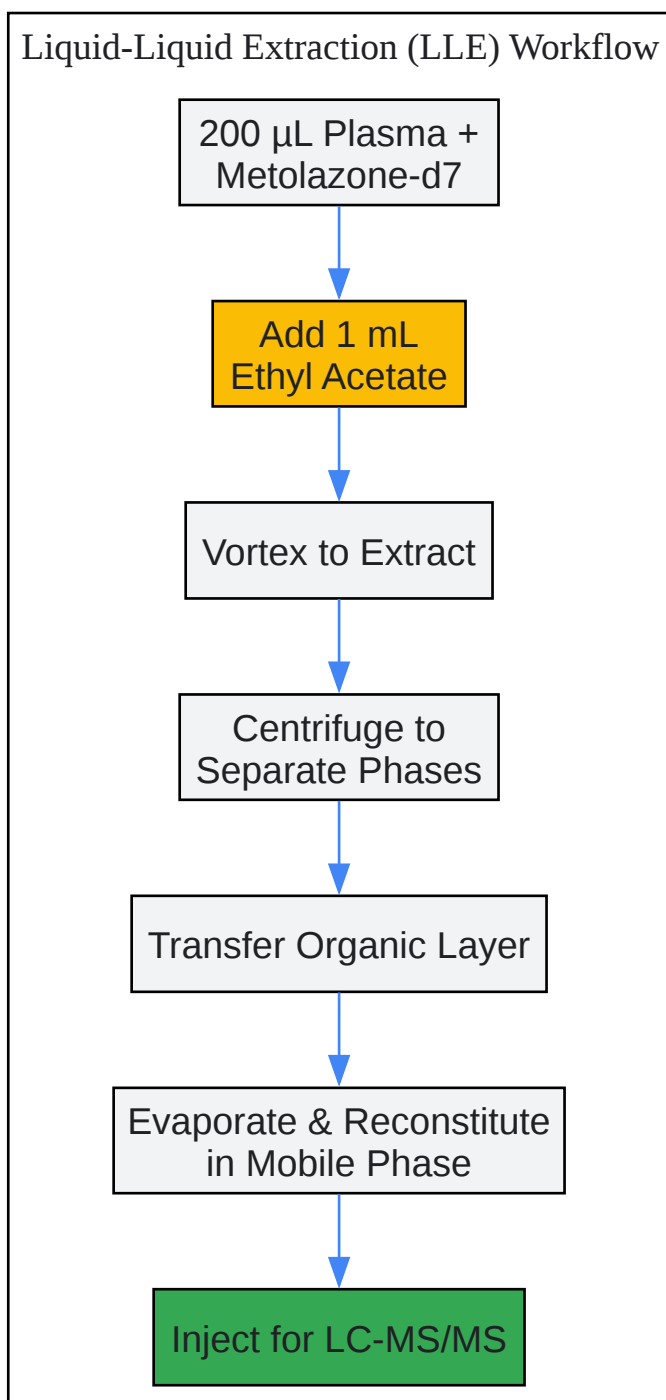 Liquid-Liquid Extraction (LLE) Workflow
200 µL Plasma +
Metolazone-d7
Add 1 mL
Ethyl Acetate
Vortex to Extract
Centrifuge to
Separate Phases
Transfer Organic Layer
Evaporate & Reconstitute
in Mobile Phase
Inject for LC-MS/MS